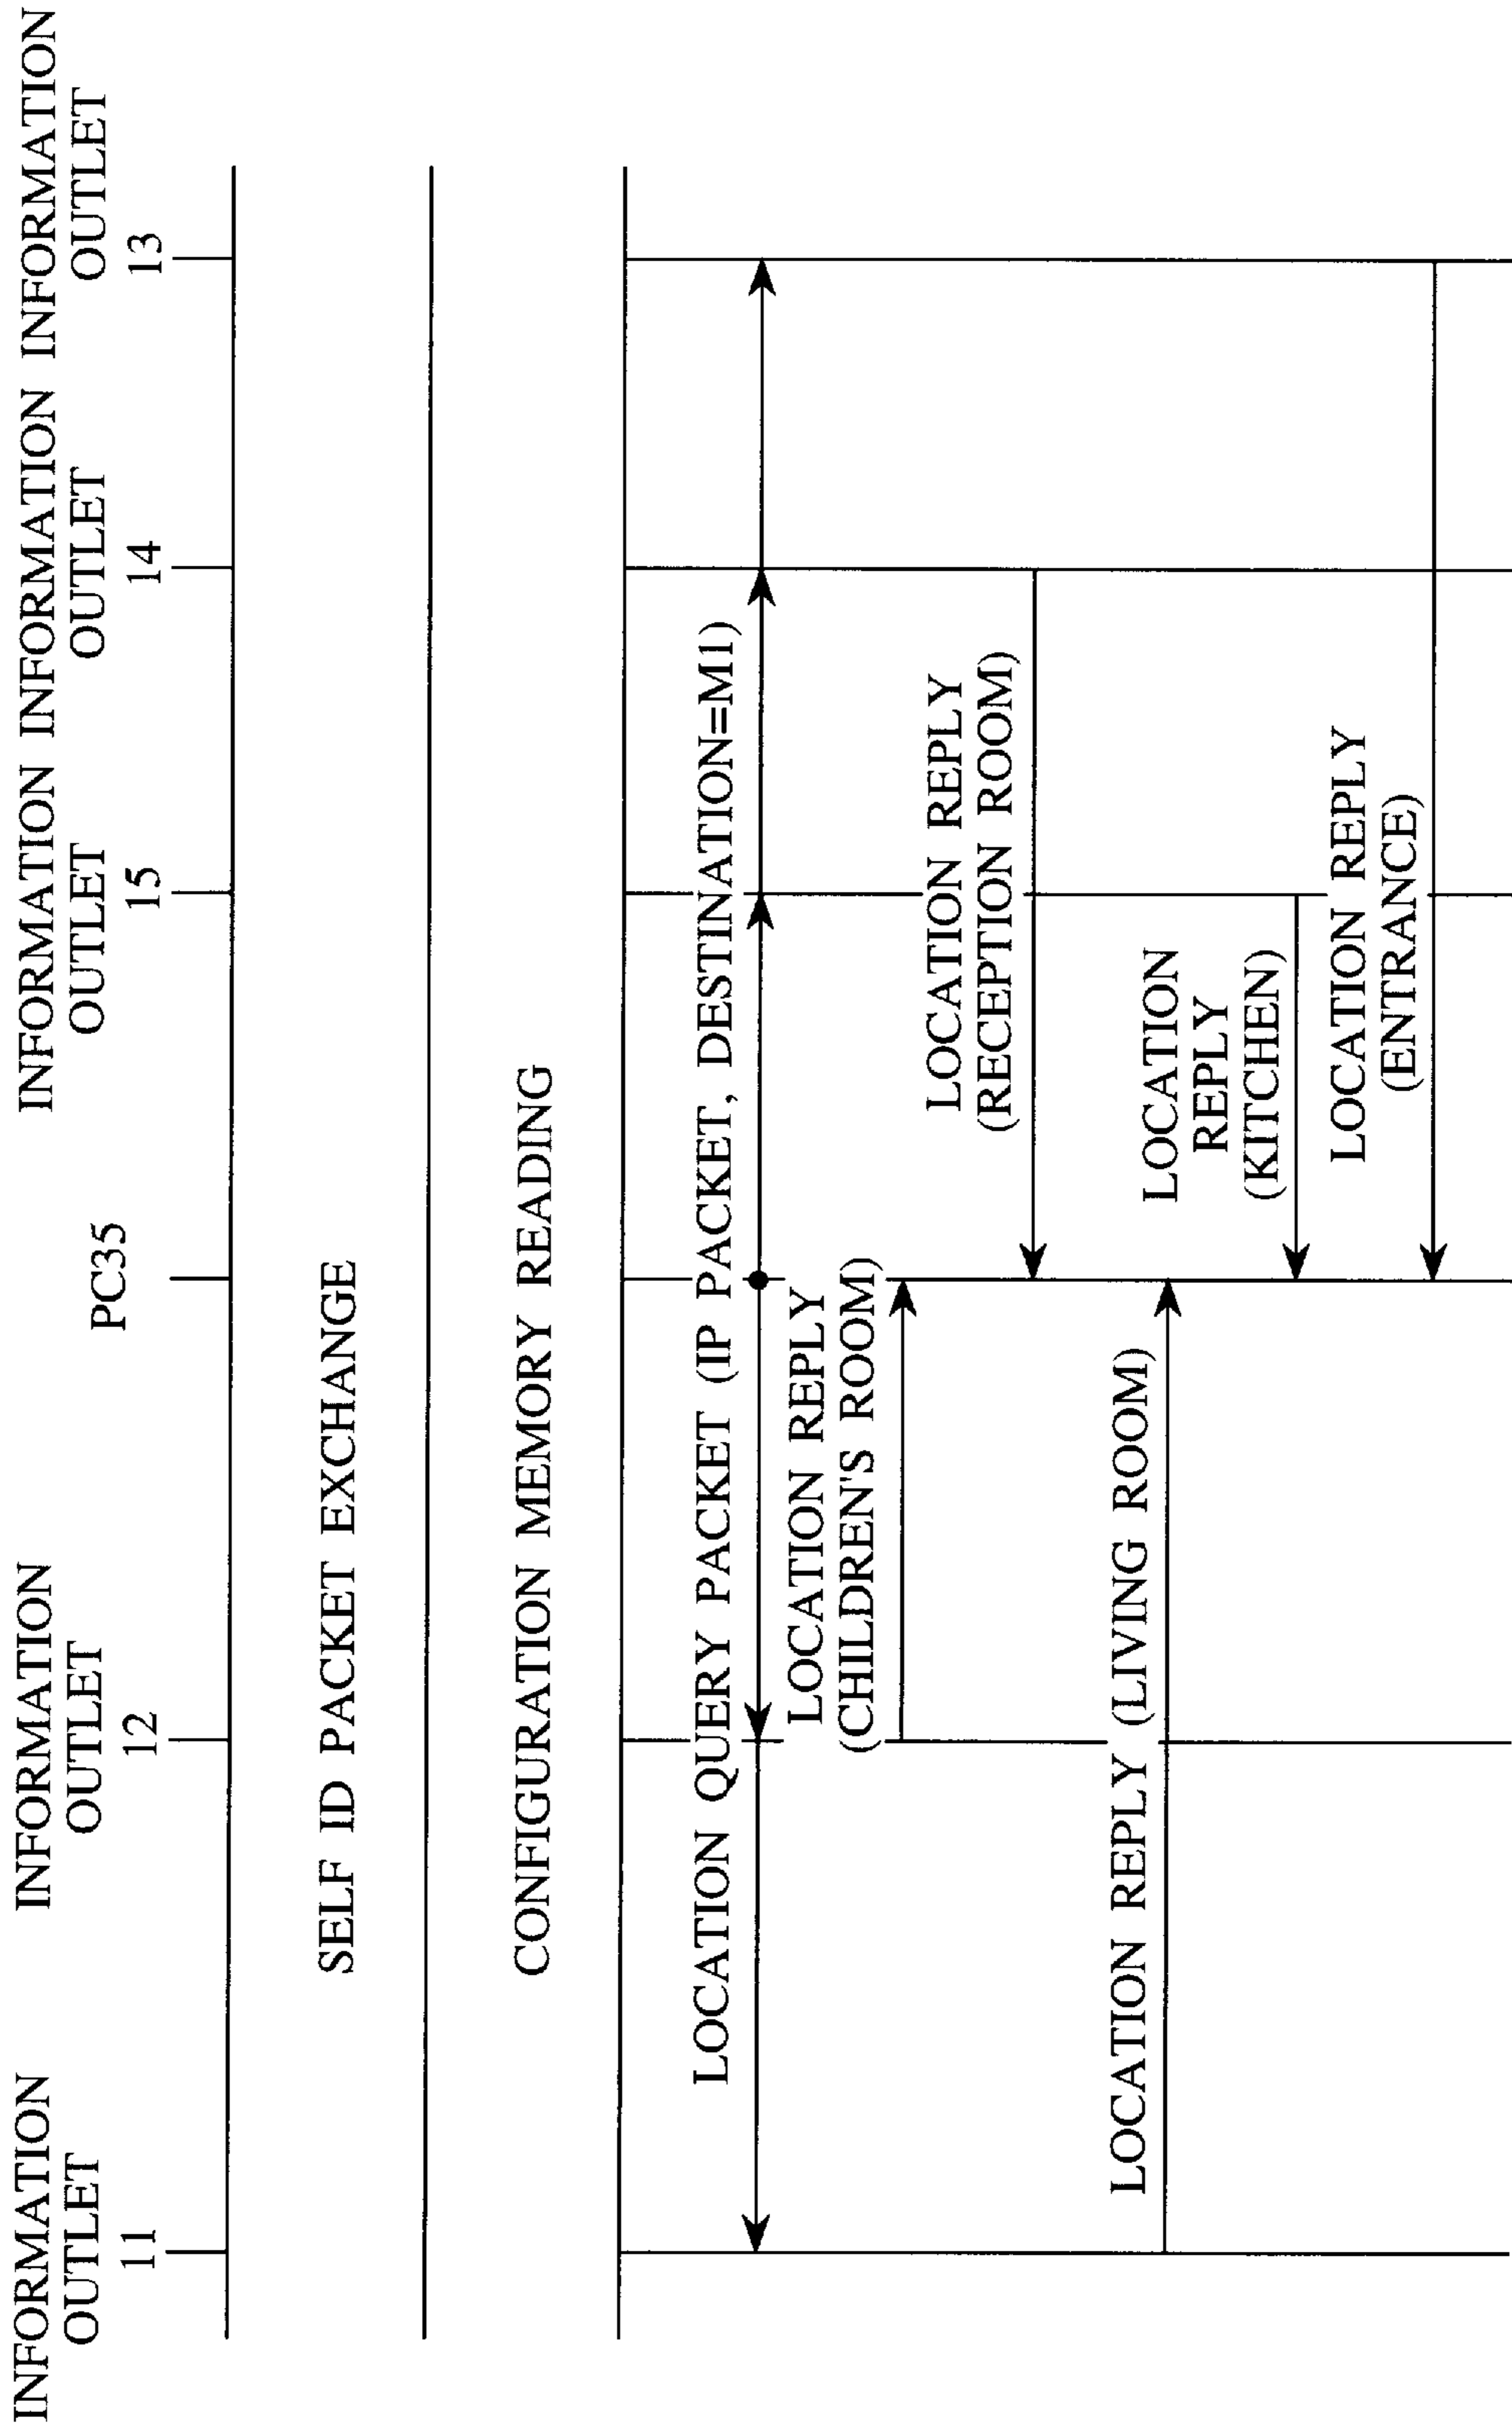 INFORMATION
OUTLET
11
INFORMATION
OUTLET
12
PC35
INFORMATION
OUTLET
15
INFORMATION
OUTLET
14
INFORMATION
OUTLET
13
SELF ID PACKET EXCHANGE
CONFIGURATION MEMORY READING
LOCATION QUERY PACKET (IP PACKET, DESTINATION=M1)
LOCATION REPLY
(CHILDREN'S ROOM)
LOCATION REPLY
(RECEPTION ROOM)
LOCATION REPLY (LIVING ROOM)
LOCATION
REPLY
(KITCHEN)
LOCATION REPLY
(ENTRANCE)